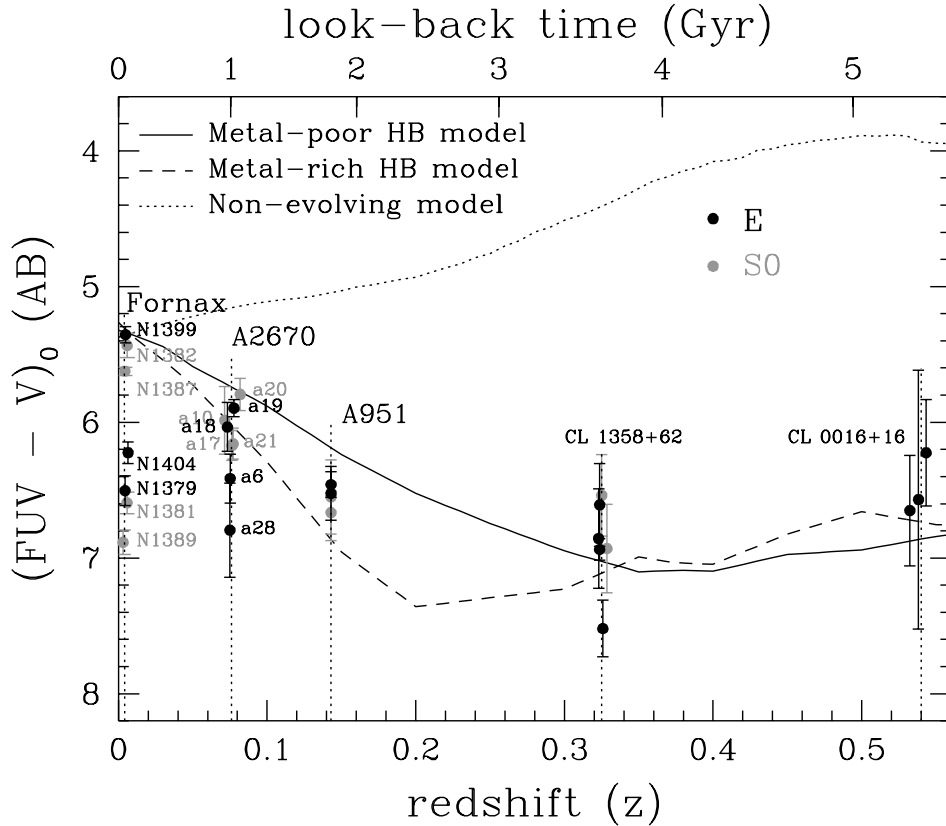 look-back time (Gyr)
0 1 2 3 4 5
Metal-poor HB model
Metal-rich HB model
Non-evolving model
E
S0
(FUV - V)0 (AB)
4
5
6
7
8
Fornax
N1399
N1382
N1387
N1404
N1379
N1381
N1389
A2670
a20
a19
a10
a18
a17
a21
a6
a28
A951
CL 1358+62
CL 0016+16
0 0.1 0.2 0.3 0.4 0.5
redshift (z)